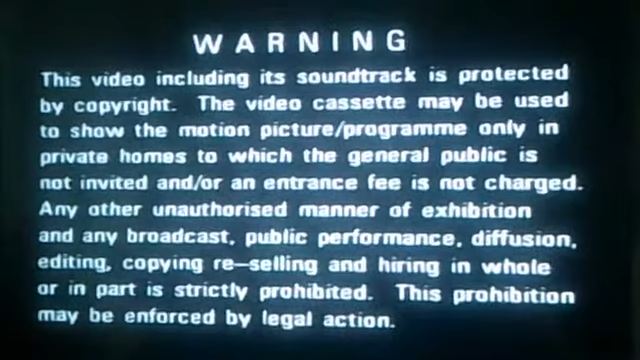 WARNING
This video including its soundtrack is protected
by copyright. The video cassette may be used
to show the motion picture/programme only in
private homes to which the general public is
not invited and/or an entrance fee is not charged.
Any other unauthorised manner of exhibition
and any broadcast, public performance, diffusion,
editing, copying re-selling and hiring in whole
or in part is strictly prohibited. This prohibition
may be enforced by legal action.